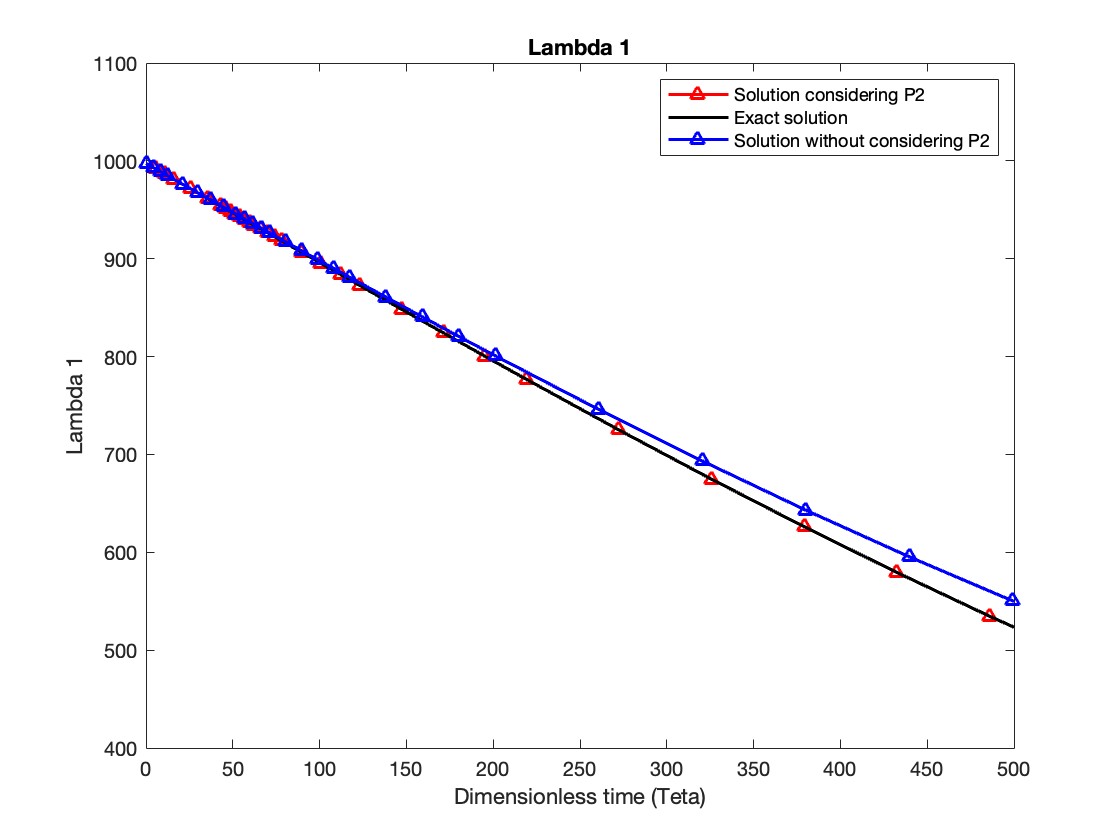 Lambda 1
1100
1000
900
800
700
600
500
400
Lambda 1
Solution considering P2
Exact solution
Solution without considering P2
0 50 100 150 200 250 300 350 400 450 500
Dimensionless time (Teta)